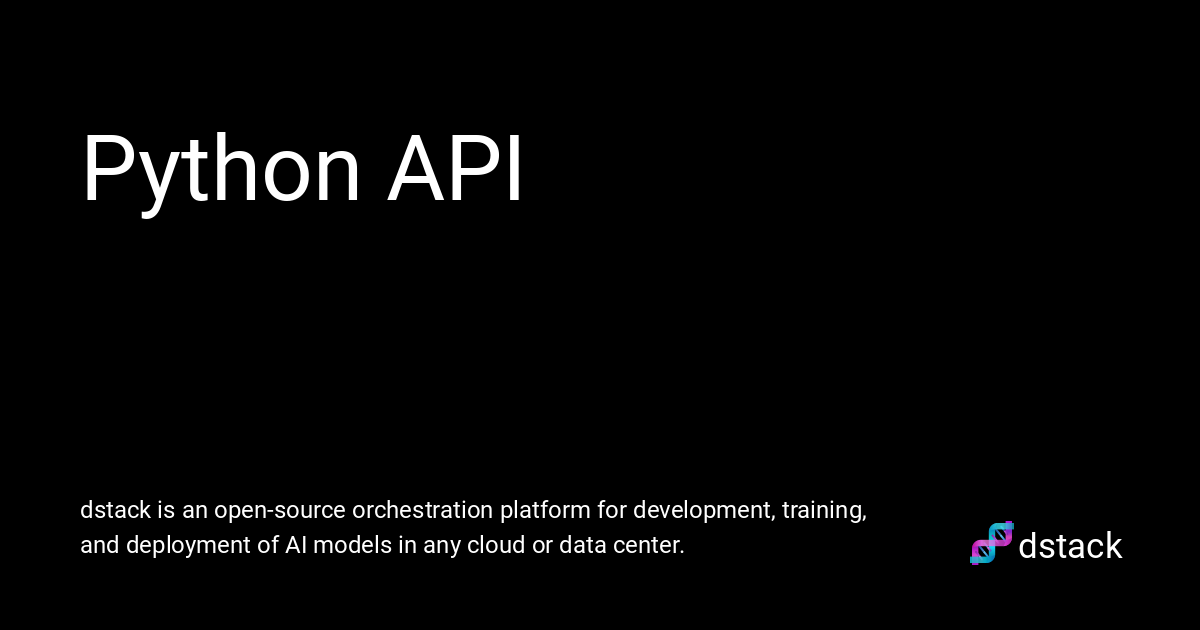 Python API
dstack is an open-source orchestration platform for development, training,
and deployment of AI models in any cloud or data center.
dstack